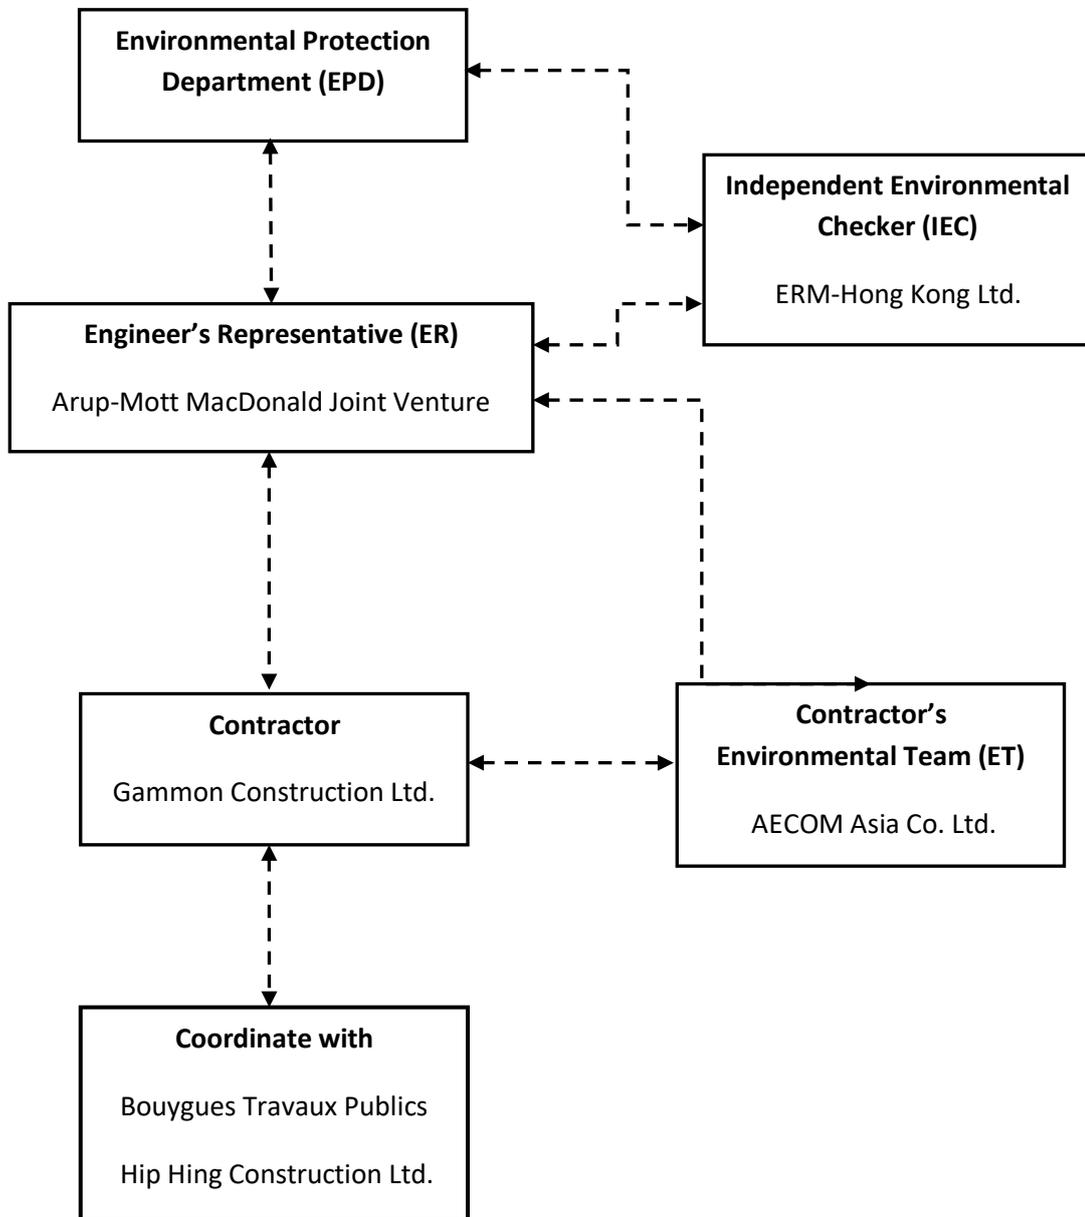 Environmental Protection
Department (EPD)
Independent Environmental
Checker (IEC)
ERM-Hong Kong Ltd.
Engineer’s Representative (ER)
Arup-Mott MacDonald Joint Venture
Contractor
Gammon Construction Ltd.
Contractor’s
Environmental Team (ET)
AECOM Asia Co. Ltd.
Coordinate with
Bouygues Travaux Publics
Hip Hing Construction Ltd.